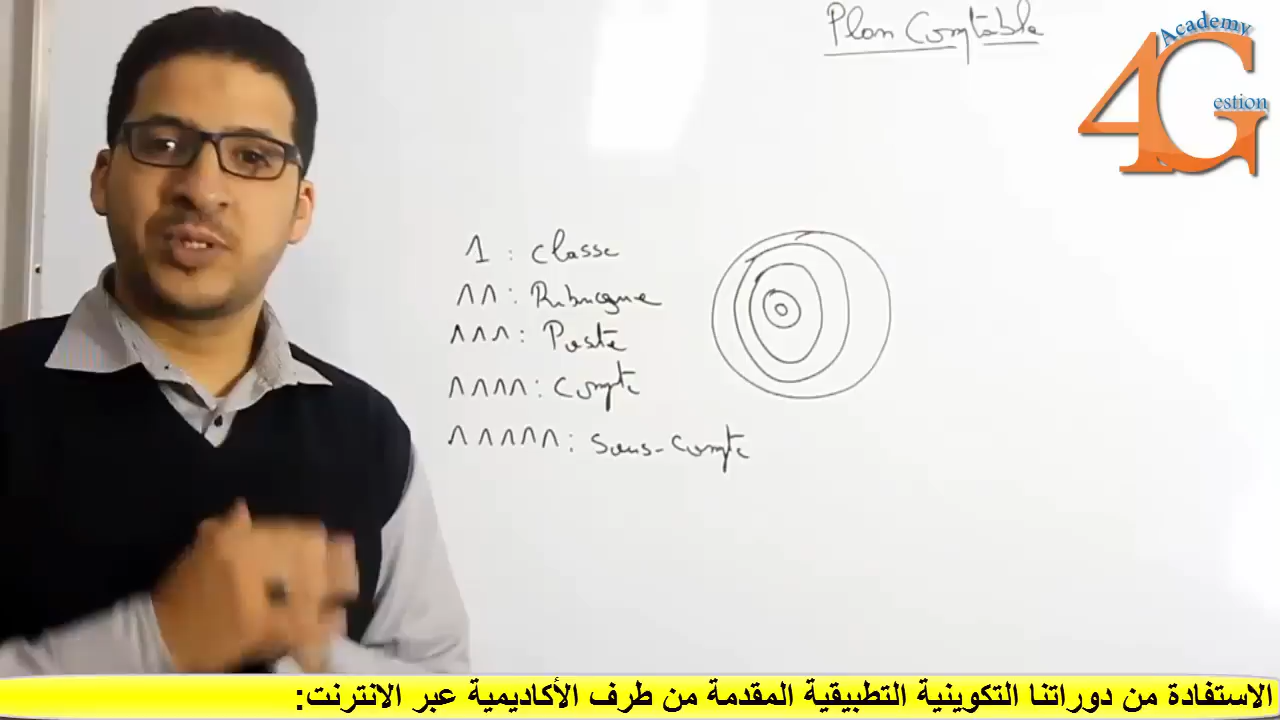 Plan Comptable
Academy
4G
estion
1 : classe
11 : Rubrique
111 : Poste
1111 : Compte
11111 : Sous-Compte
الاستفادة من دوراتنا التكوينية التطبيقية المقدمة من طرف الأكاديمية عبر الانترنت: